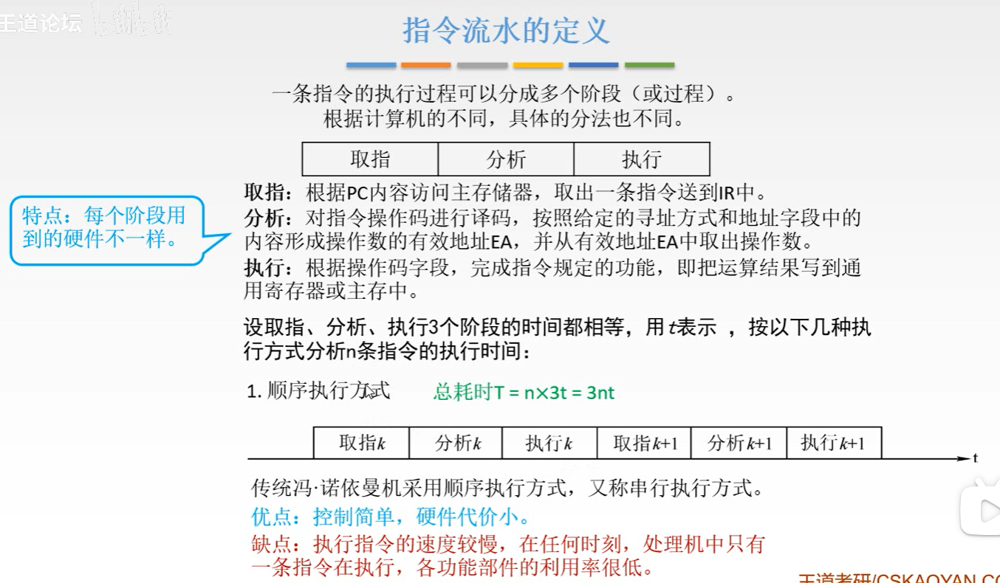 王道论坛 bilibili
指令流水的定义
一条指令的执行过程可以分成多个阶段（或过程）。
根据计算机的不同，具体的分法也不同。
取指 分析 执行
取指：根据PC内容访问主存储器，取出一条指令送到IR中。
分析：对指令操作码进行译码，按照给定的寻址方式和地址字段中的
内容形成操作数的有效地址EA，并从有效地址EA中取出操作数。
执行：根据操作码字段，完成指令规定的功能，即把运算结果写到通
用寄存器或主存中。
特点：每个阶段用
到的硬件不一样。
设取指、分析、执行3个阶段的时间都相等，用t表示 ，按以下几种执
行方式分析n条指令的执行时间：
1. 顺序执行方式 总耗时T = n×3t = 3nt
取指k 分析k 执行k 取指k+1 分析k+1 执行k+1
t
传统冯·诺依曼机采用顺序执行方式，又称串行执行方式。
优点：控制简单，硬件代价小。
缺点：执行指令的速度较慢，在任何时刻，处理机中只有
一条指令在执行，各功能部件的利用率很低。
王道考研/CSKAOYAN.CO